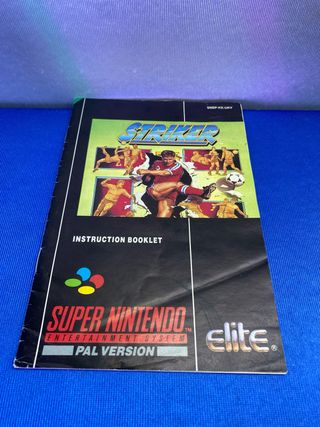 STRIKER
INSTRUCTION BOOKLET
SUPER NINTENDO
ENTERTAINMENT SYSTEM
PAL VERSION
elite